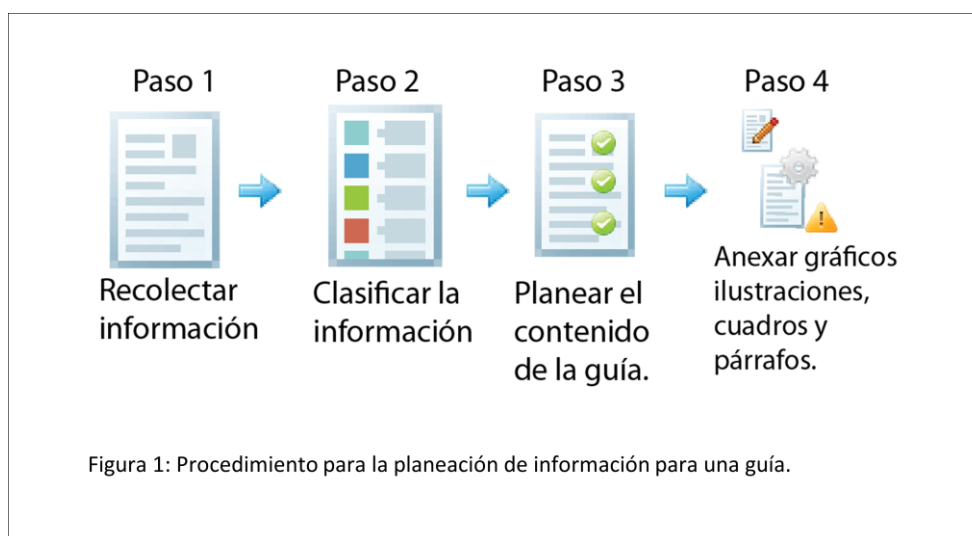 Paso 1
Recolectar
información
Paso 2
Clasificar la
información
Paso 3
Planear el
contenido
de la guía.
Paso 4
Anexar gráficos
ilustraciones,
cuadros y
párrafos.
Figura 1: Procedimiento para la planeación de información para una guía.